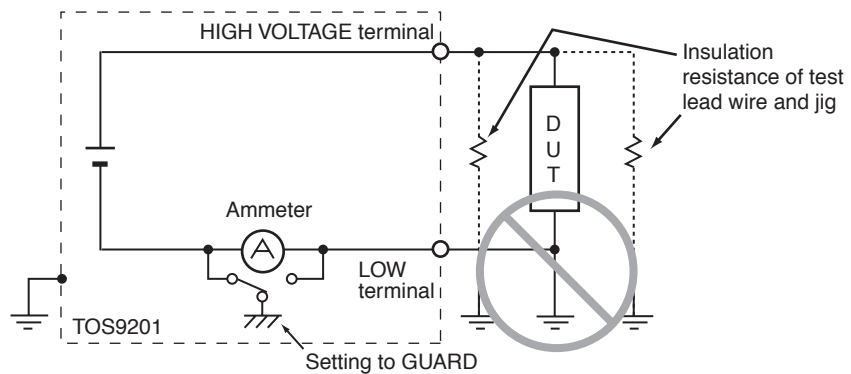 HIGH VOLTAGE terminal
Insulation
resistance of test
lead wire and jig
D
U
T
Ammeter
A
LOW
terminal
TOS9201
Setting to GUARD